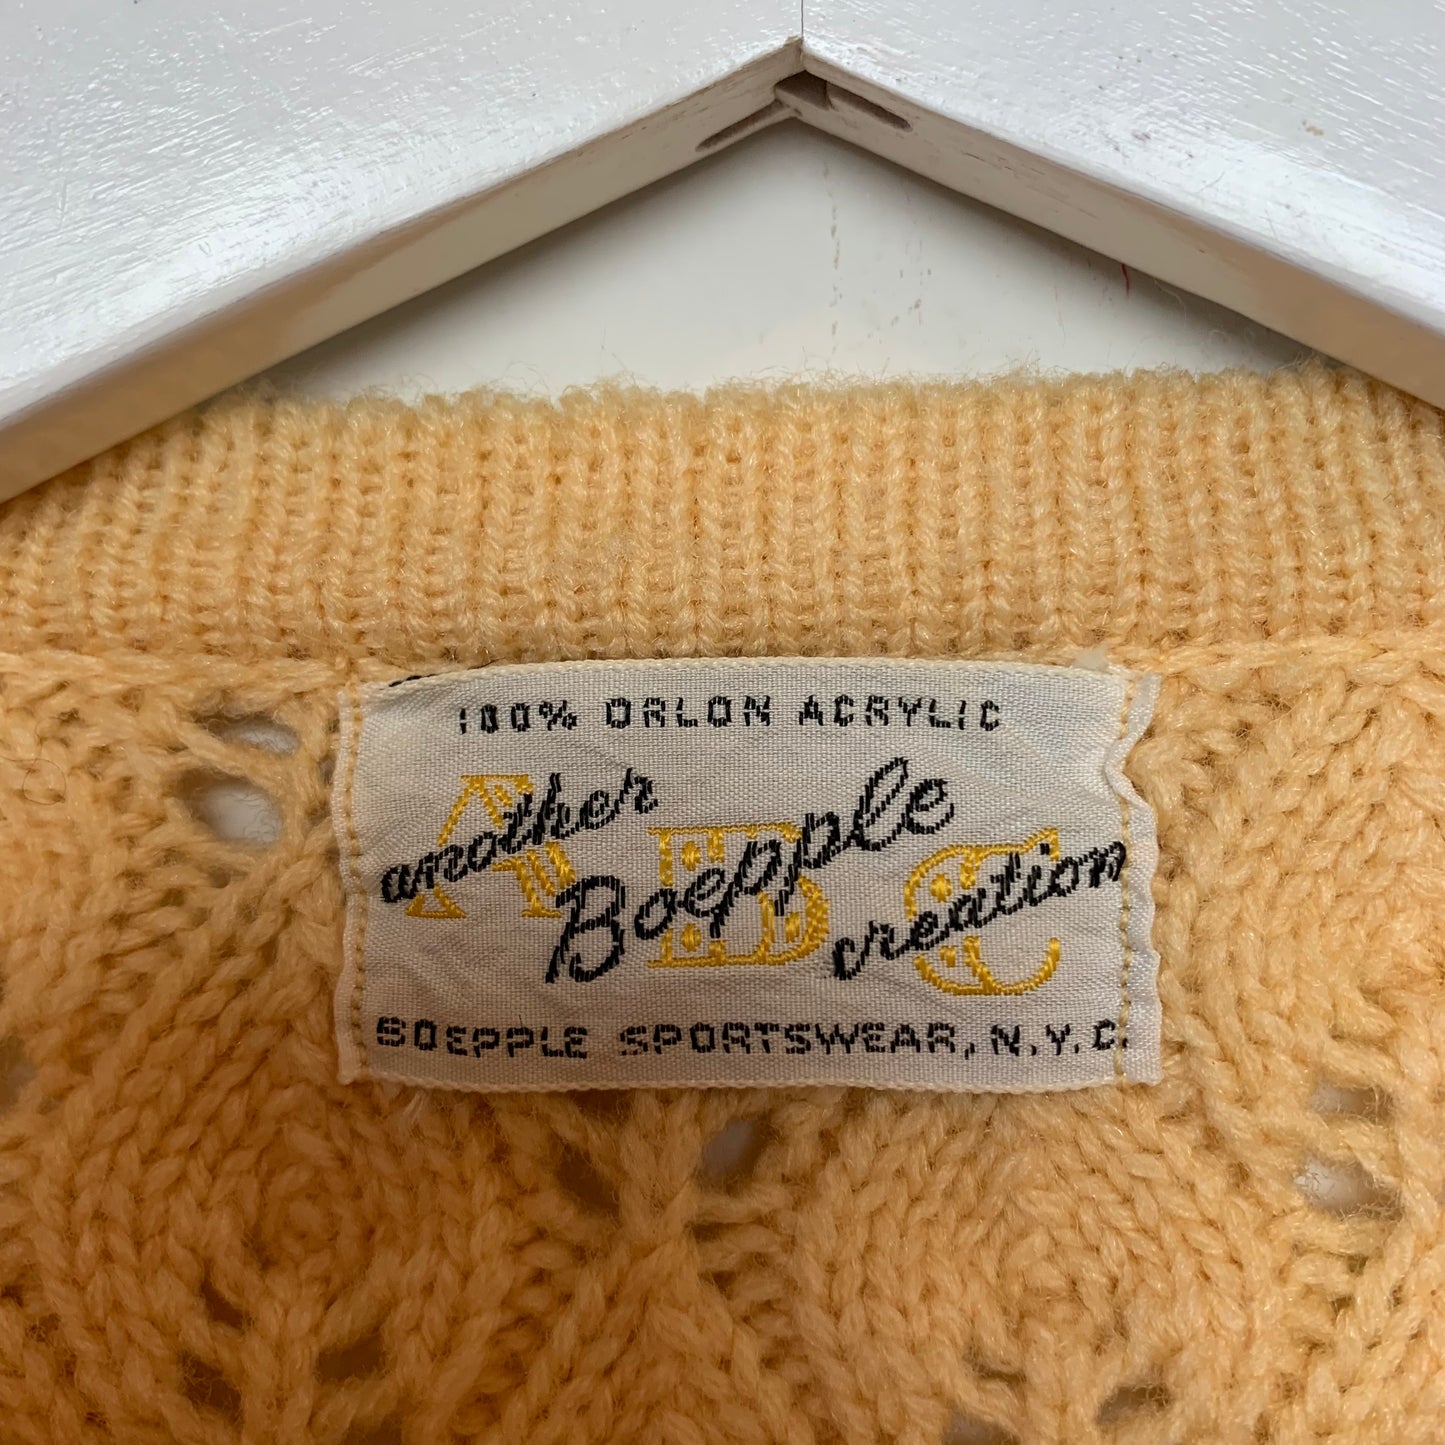 100% ORLON ACRYLIC
another Boepple creation
ABC
BOEPPLE SPORTSWEAR, N.Y.C.